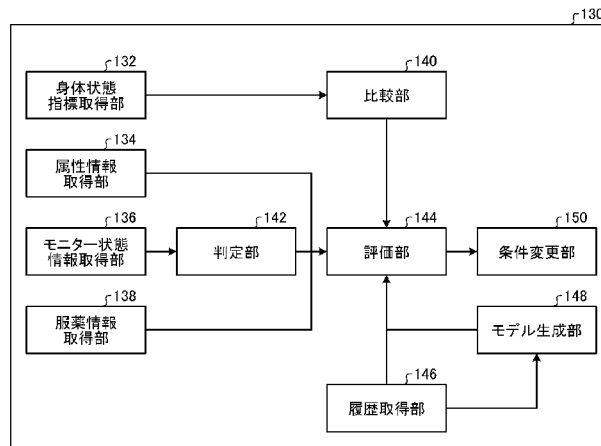 130
132
身体状態
指標取得部
140
比較部
134
属性情報
取得部
136
モニター状態
情報取得部
142
判定部
144
評価部
150
条件変更部
138
服薬情報
取得部
148
モデル生成部
146
履歴取得部